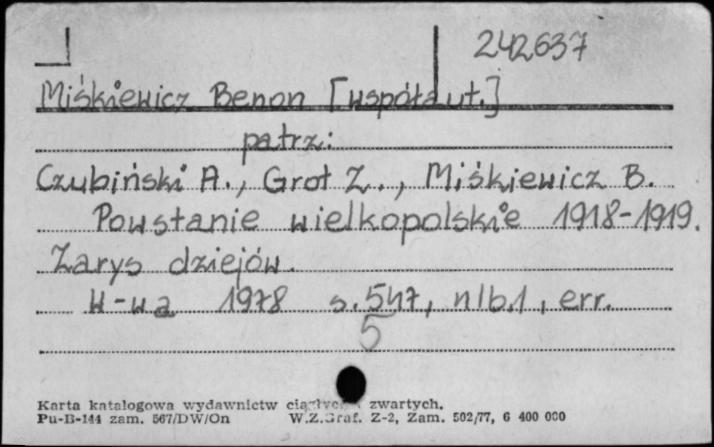 242637
Miśkiewicz Benon [współaut.]
patrz:
Czubiński A., Grot Z., Miśkiewicz B.
Powstanie wielkopolskie 1918-1919.
Zarys dziejów.
W-wa 1978 s. 547, nlb. 1, err.
5
Karta katalogowa wydawnictw zwartych.
Pu-B-144 zam. 567/DW/On W.Z.Graf. Z-2, Zam. 502/77, 6 400 000